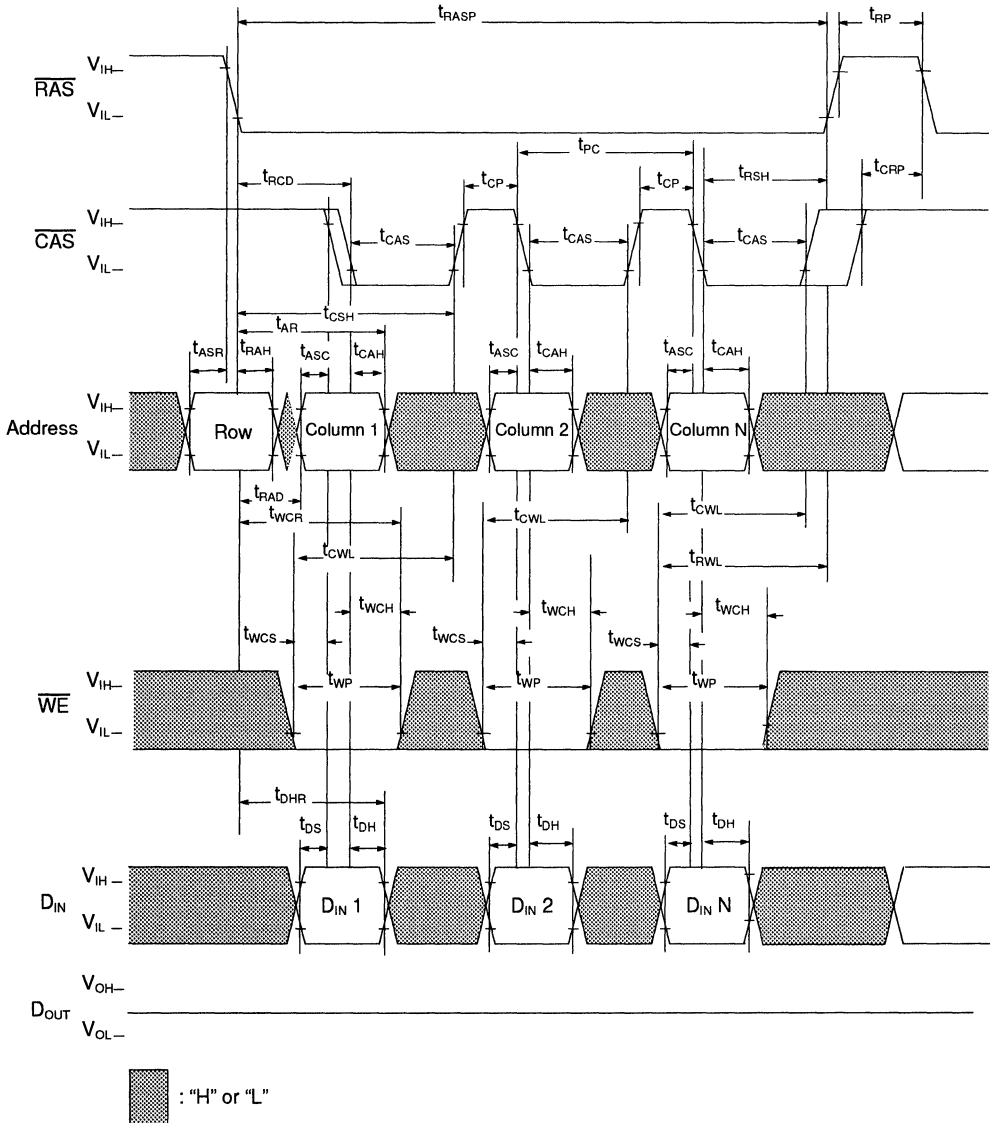 tRASP
tRP
VIH
RAS
VIL
tPC
tRCD
tCP
tCP
tRSH
tCRP
VIH
CAS
tCAS
tCAS
tCAS
VIL
tCSH
tAR
tASR
tRAH
tASC
tCAH
tASC
tCAH
tASC
tCAH
VIH
Address
Row
Column 1
Column 2
Column N
VIL
tRAD
tWCR
tCWL
tCWL
tCWL
tRWL
tWCH
tWCH
tWCH
tWCS
tWCS
tWCS
VIH
WE
tWP
tWP
tWP
VIL
tDHR
tDS
tDH
tDS
tDH
tDS
tDH
VIH
DIN
DIN 1
DIN 2
DIN N
VIL
VOH
DOUT
VOL
: “H” or “L”